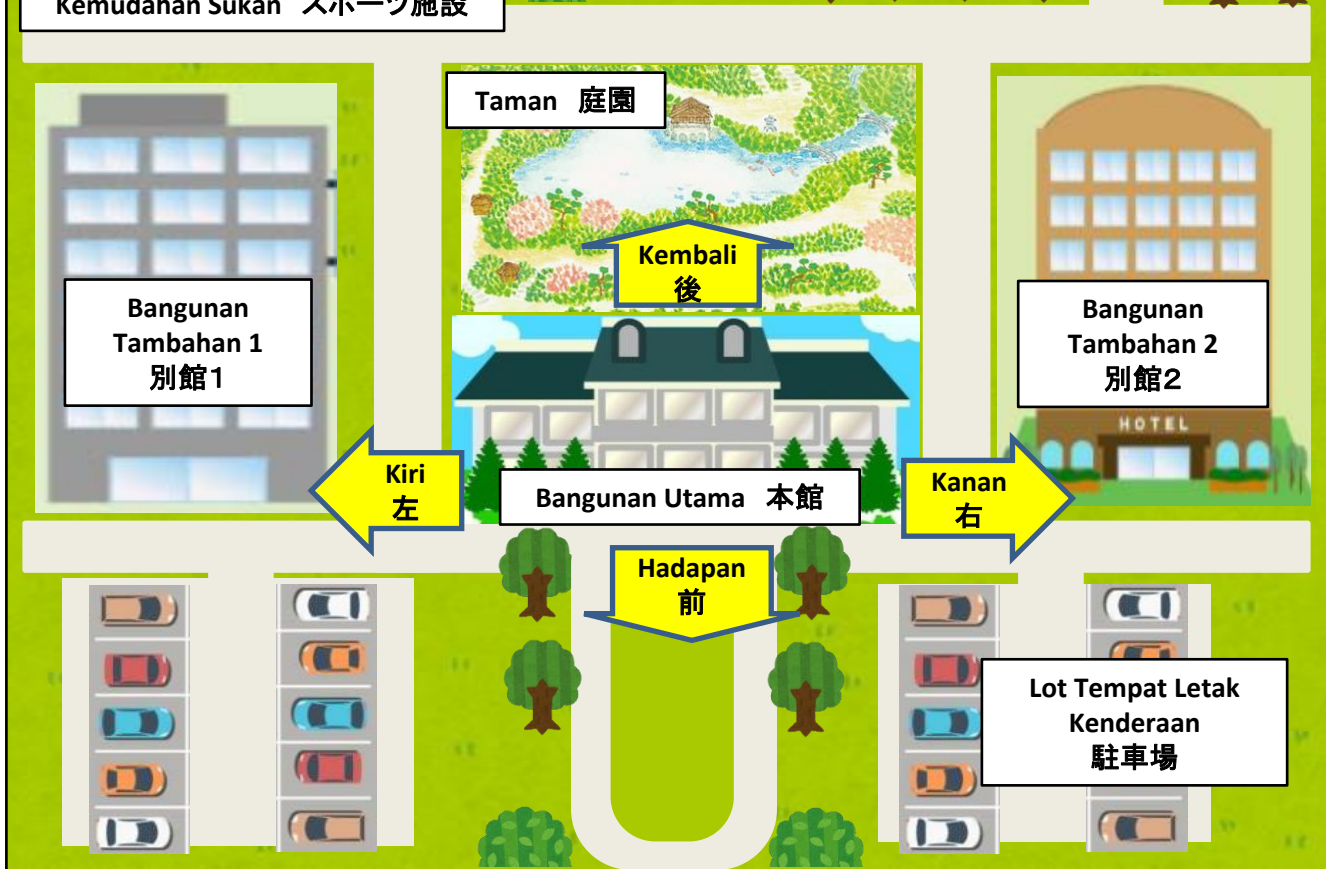 Kemudahan Sukan スポーツ施設
Taman 庭園
Kembali
後
Bangunan
Tambahan 1
別館1
Bangunan
Tambahan 2
別館2
HOTEL
Kiri
左
Bangunan Utama 本館
Kanan
右
Hadapan
前
Lot Tempat Letak
Kenderaan
駐車場